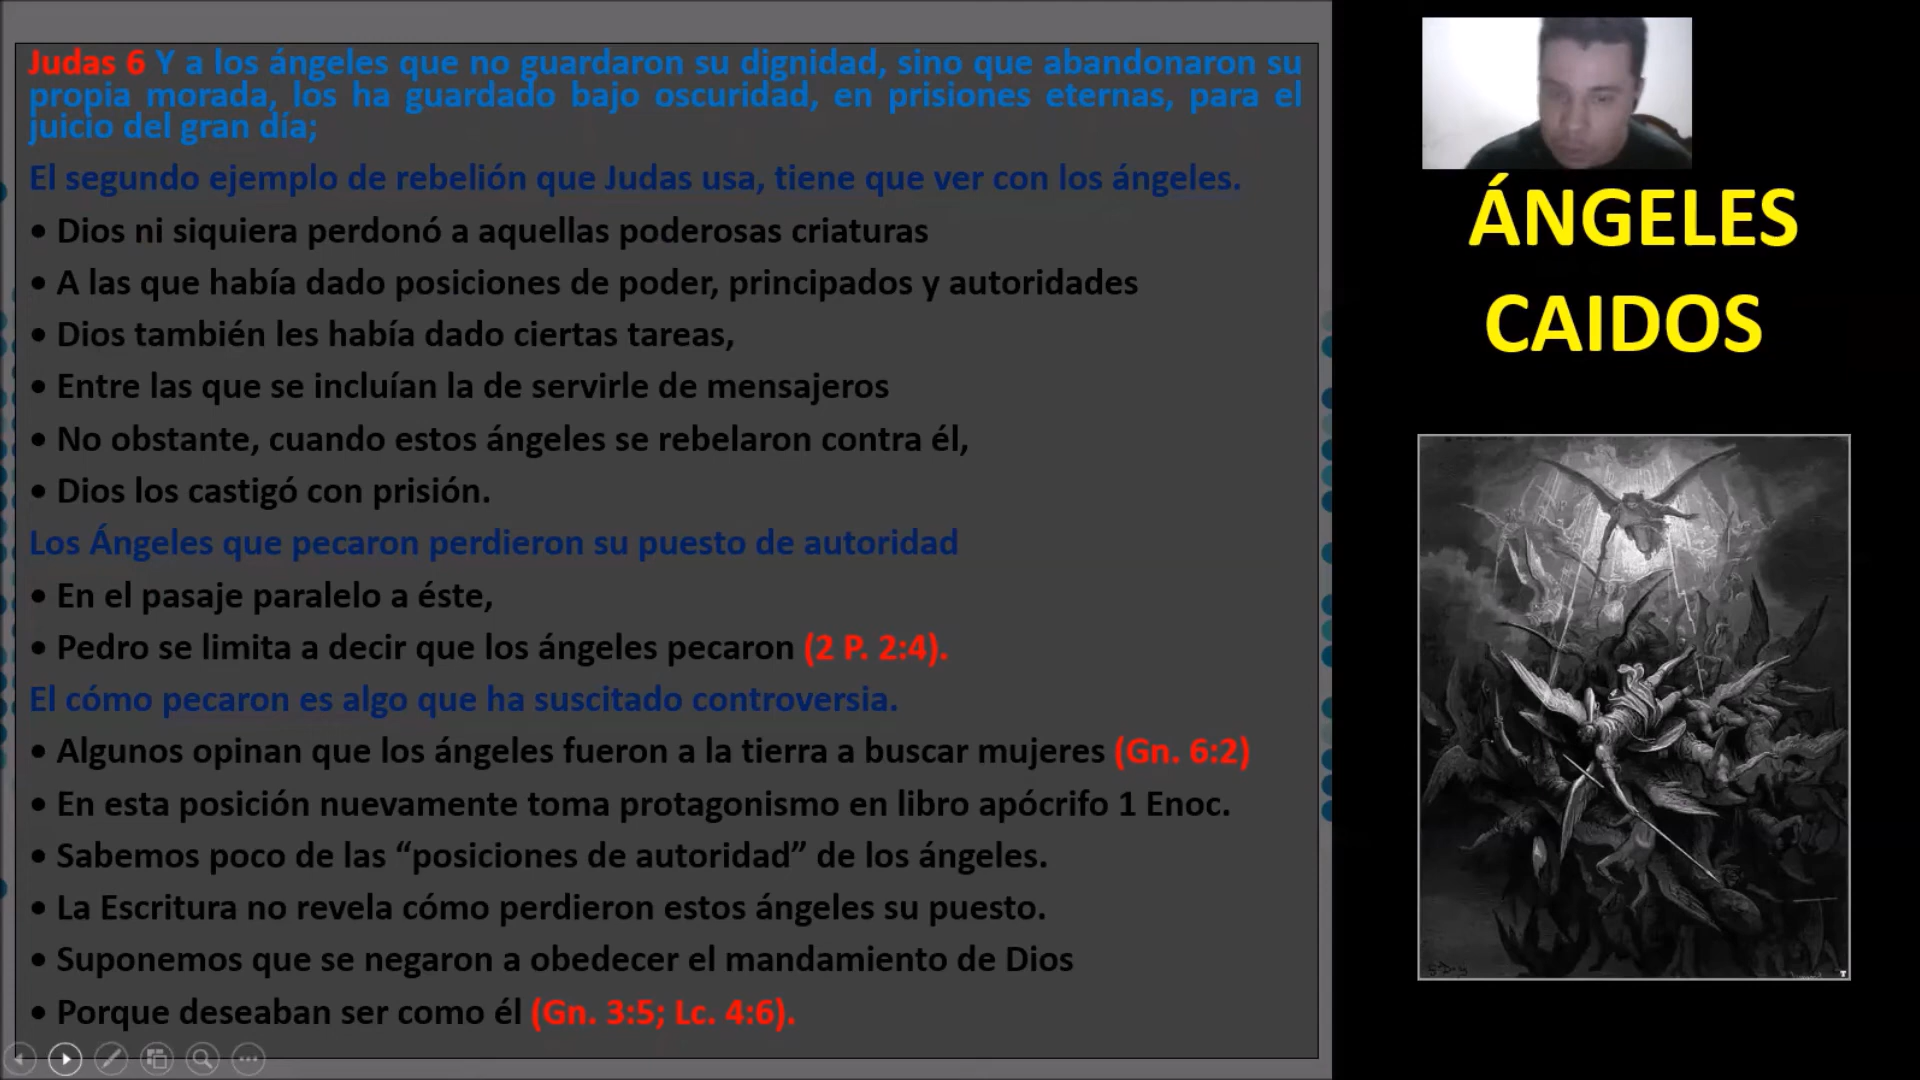 Judas 6 Y a los ángeles que no guardaron su dignidad, sino que abandonaron su
propia morada, los ha guardado bajo oscuridad, en prisiones eternas, para el
juicio del gran día;
El segundo ejemplo de rebelión que Judas usa, tiene que ver con los ángeles.
• Dios ni siquiera perdonó a aquellas poderosas criaturas
• A las que había dado posiciones de poder, principados y autoridades
• Dios también les había dado ciertas tareas,
• Entre las que se incluían la de servirle de mensajeros
• No obstante, cuando estos ángeles se rebelaron contra él,
• Dios los castigó con prisión.
Los Ángeles que pecaron perdieron su puesto de autoridad
• En el pasaje paralelo a éste,
• Pedro se limita a decir que los ángeles pecaron (2 P. 2:4).
El cómo pecaron es algo que ha suscitado controversia.
• Algunos opinan que los ángeles fueron a la tierra a buscar mujeres (Gn. 6:2)
• En esta posición nuevamente toma protagonismo en libro apócrifo 1 Enoc.
• Sabemos poco de las “posiciones de autoridad” de los ángeles.
• La Escritura no revela cómo perdieron estos ángeles su puesto.
• Suponemos que se negaron a obedecer el mandamiento de Dios
• Porque deseaban ser como él (Gn. 3:5; Lc. 4:6).
ÁNGELES
CAIDOS